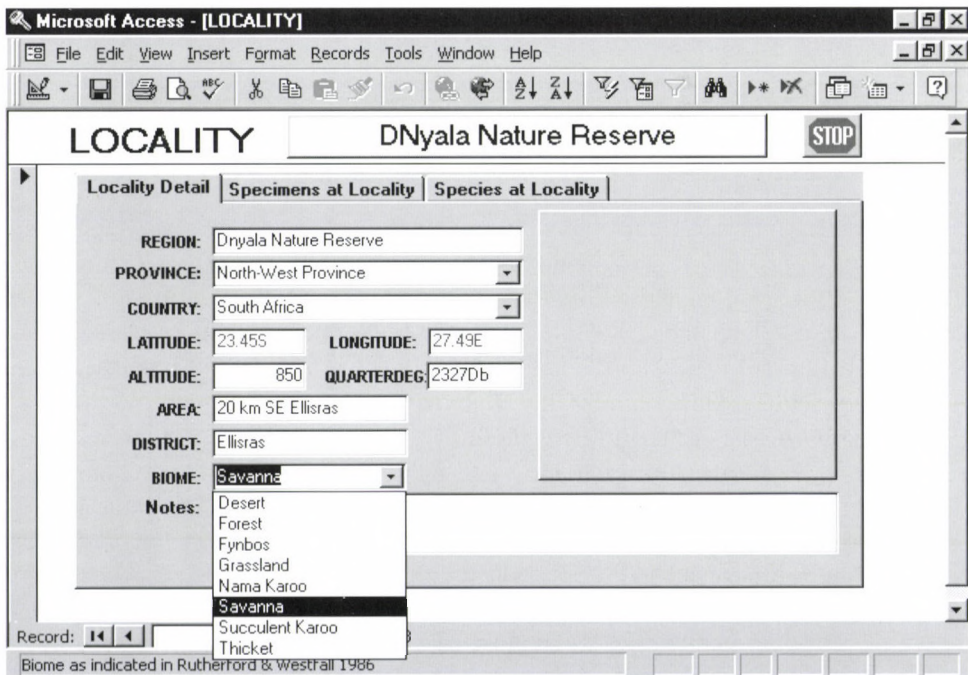 Microsoft Access - [LOCALITY]
File Edit View Insert Format Records Tools Window Help
LOCALITY DNyala Nature Reserve STOP
Locality Detail Specimens at Locality Species at Locality
REGION: Dnyala Nature Reserve
PROVINCE: North-West Province
COUNTRY: South Africa
LATITUDE: 23.45S LONGITUDE: 27.49E
ALTITUDE: 850 QUARTERDEG: 2327Db
AREA: 20 km SE Ellisras
DISTRICT: Ellisras
BIOME: Savanna
Notes:
Desert
Forest
Fynbos
Grassland
Nama Karoo
Savanna
Succulent Karoo
Thicket
Record:
Biome as indicated in Rutherford & Westfall 1986